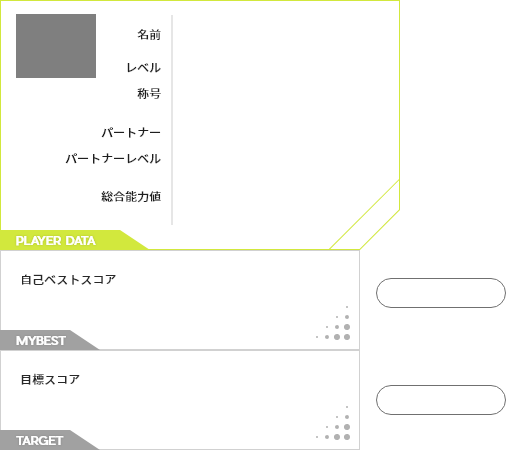 名前
レベル
称号
パートナー
パートナーレベル
総合能力値
PLAYER DATA
自己ベストスコア
MYBEST
目標スコア
TARGET